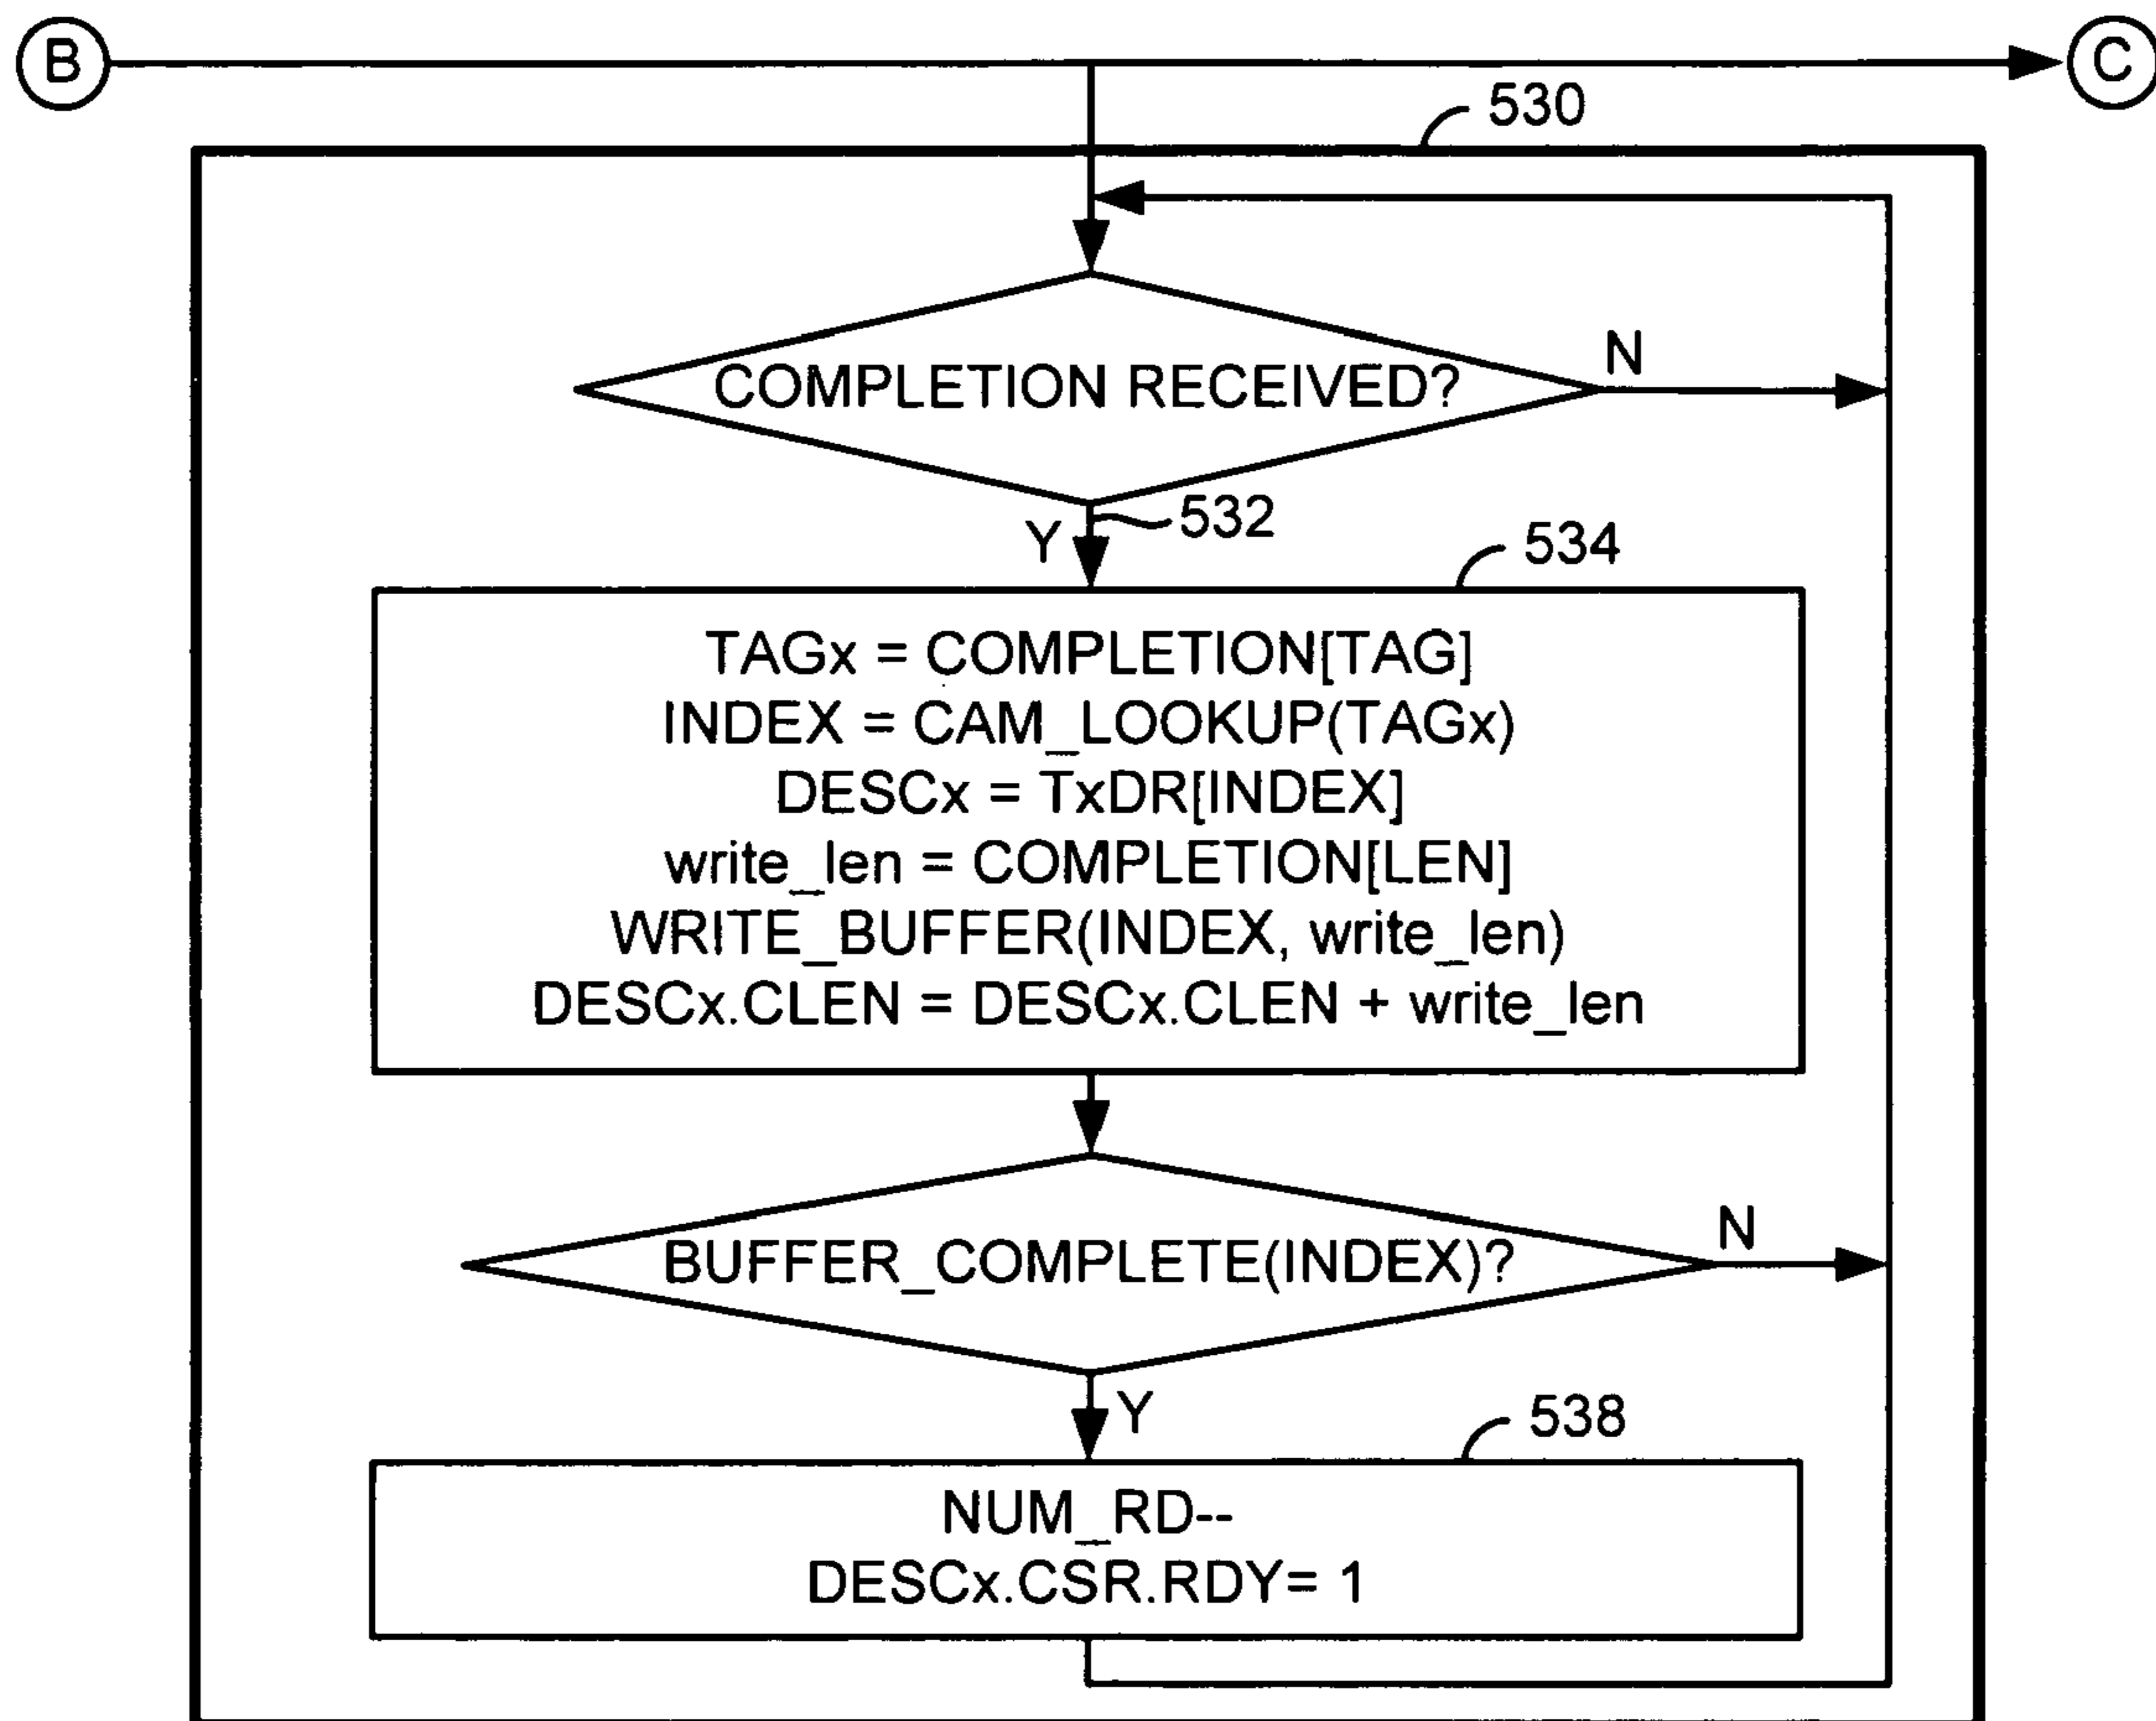 B
C
530
COMPLETION RECEIVED?
N
532
Y
534
TAGx = COMPLETION[TAG]
INDEX = CAM_LOOKUP(TAGx)
DESCx = TxDR[INDEX]
write_len = COMPLETION[LEN]
WRITE_BUFFER(INDEX, write_len)
DESCx.CLEN = DESCx.CLEN + write_len
BUFFER_COMPLETE(INDEX)?
N
Y
538
NUM_RD--
DESCx.CSR.RDY= 1